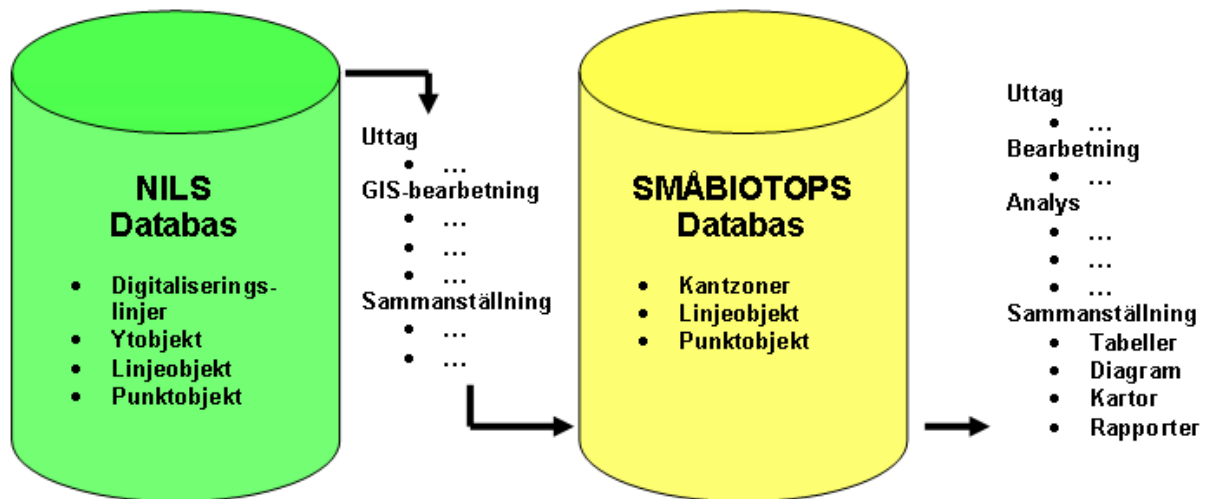 NILS
Databas
• Digitaliserings-
linjer
• Ytobjekt
• Linjeobjekt
• Punktobjekt
Uttag
• ...
GIS-bearbetning
• ...
• ...
• ...
Sammanställning
• ...
• ...
SMÅBIOTOPS
Databas
• Kantzoner
• Linjeobjekt
• Punktobjekt
Uttag
• ...
Bearbetning
• ...
Analys
• ...
• ...
• ...
Sammanställning
• Tabeller
• Diagram
• Kartor
• Rapporter